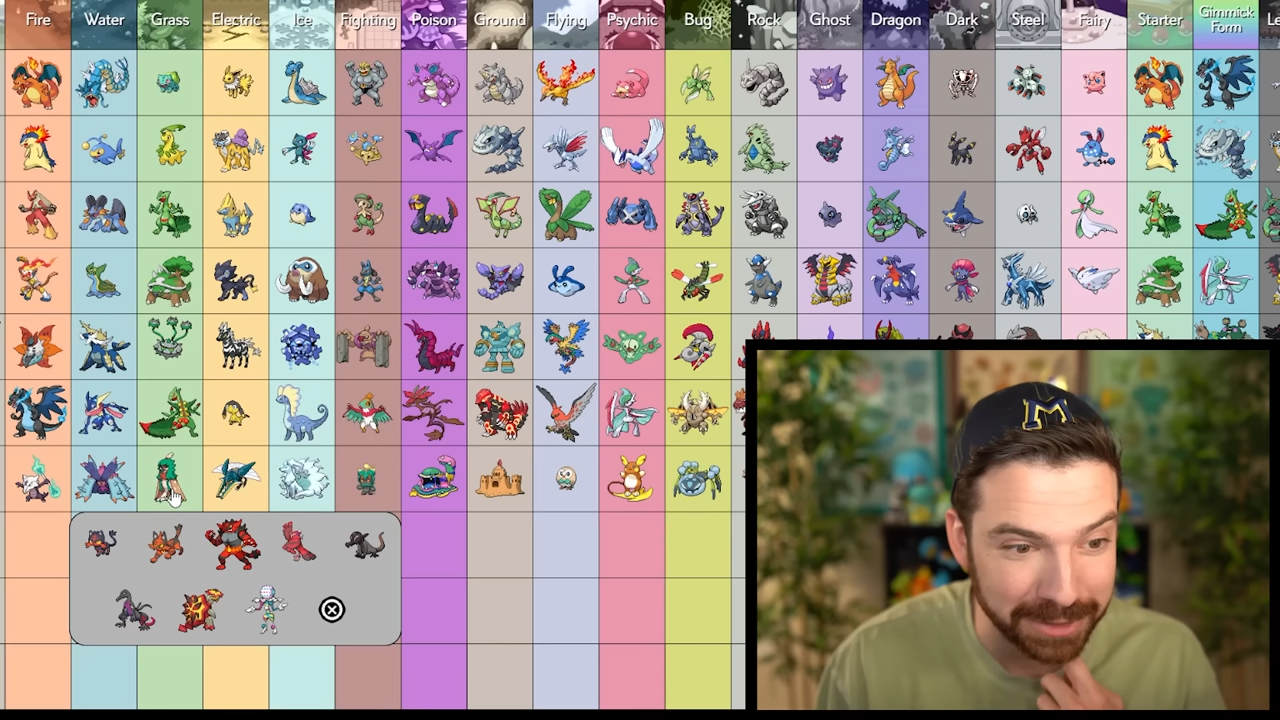 Fire Water Grass Electric Ice Fighting Poison Ground Flying Psychic Bug Rock Ghost Dragon Dark Steel Fairy Starter Gimmick
Form
M